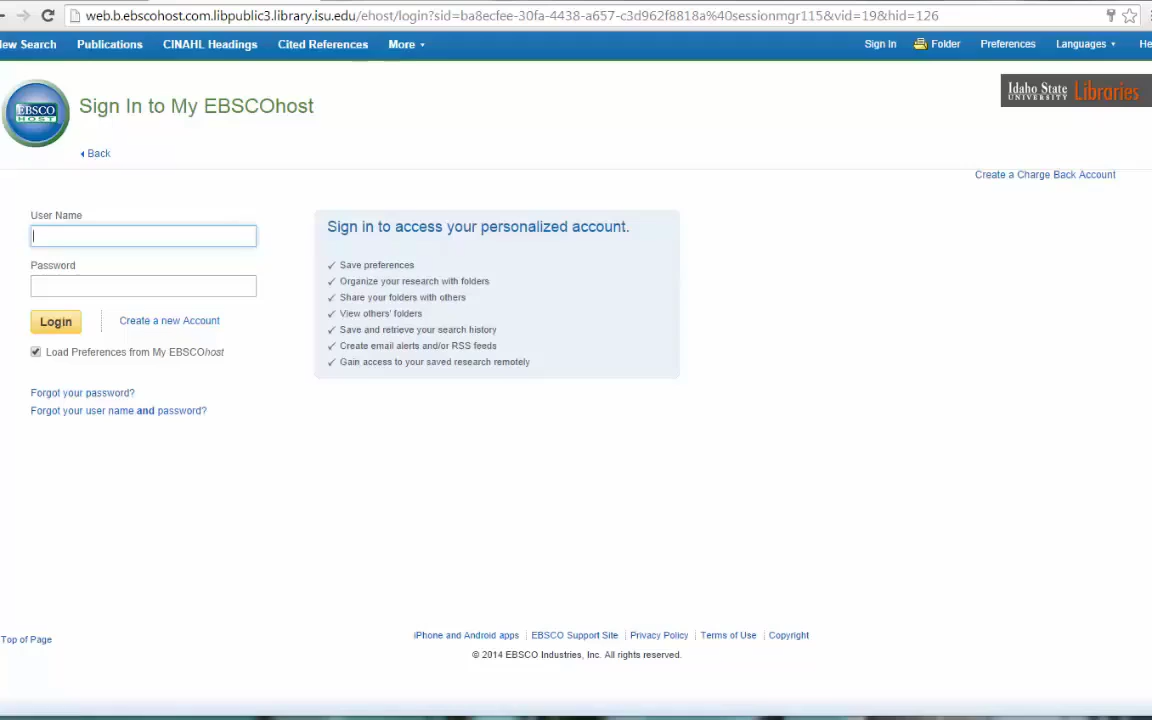 web.b.ebscohost.com.libpublic3.library.isu.edu/ehost/login?sid=ba8ecfee-30fa-4438-a657-c3d962f8818a%40sessionmgr115&vid=19&hid=126
ew Search Publications CINAHL Headings Cited References More Sign In Folder Preferences Languages He
EBSCO
HOST
Sign In to My EBSCOhost
Idaho State
UNIVERSITY
Libraries
Back
Create a Charge Back Account
User Name
Password
Login
Create a new Account
Load Preferences from My EBSCOhost
Forgot your password?
Forgot your user name and password?
Sign in to access your personalized account.
✓ Save preferences
✓ Organize your research with folders
✓ Share your folders with others
✓ View others' folders
✓ Save and retrieve your search history
✓ Create email alerts and/or RSS feeds
✓ Gain access to your saved research remotely
Top of Page
iPhone and Android apps | EBSCO Support Site | Privacy Policy | Terms of Use | Copyright
© 2014 EBSCO Industries, Inc. All rights reserved.